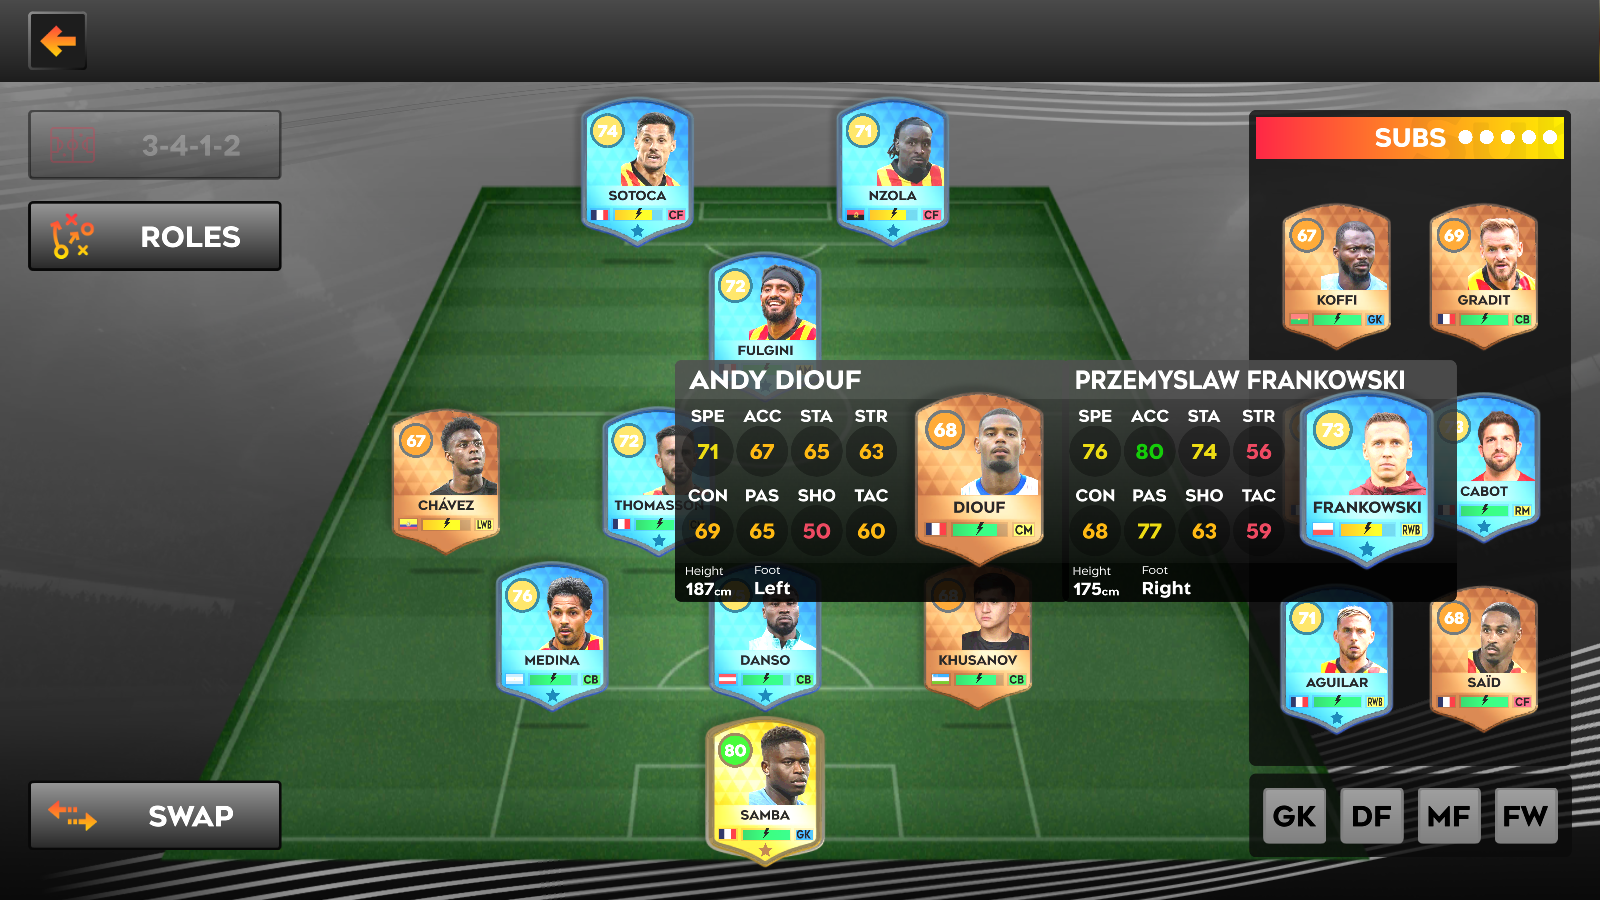 3-4-1-2
ROLES
SWAP
74
SOTOCA
CF
71
NZOLA
CF
72
FULGINI
67
CHÁVEZ
LWB
72
THOMASSON
76
MEDINA
CB
DANSO
CB
68
KHUSANOV
CB
80
SAMBA
GK
ANDY DIOUF
SPE ACC STA STR
71 67 65 63
CON PAS SHO TAC
69 65 50 60
Height Foot
187cm Left
68
DIOUF
CM
PRZEMYSLAW FRANKOWSKI
SPE ACC STA STR
76 80 74 56
CON PAS SHO TAC
68 77 63 59
Height Foot
175cm Right
73
FRANKOWSKI
RWB
SUBS
67
KOFFI
GK
69
GRADIT
CB
CABOT
RM
71
AGUILAR
RWB
68
SAÏD
CF
GK DF MF FW